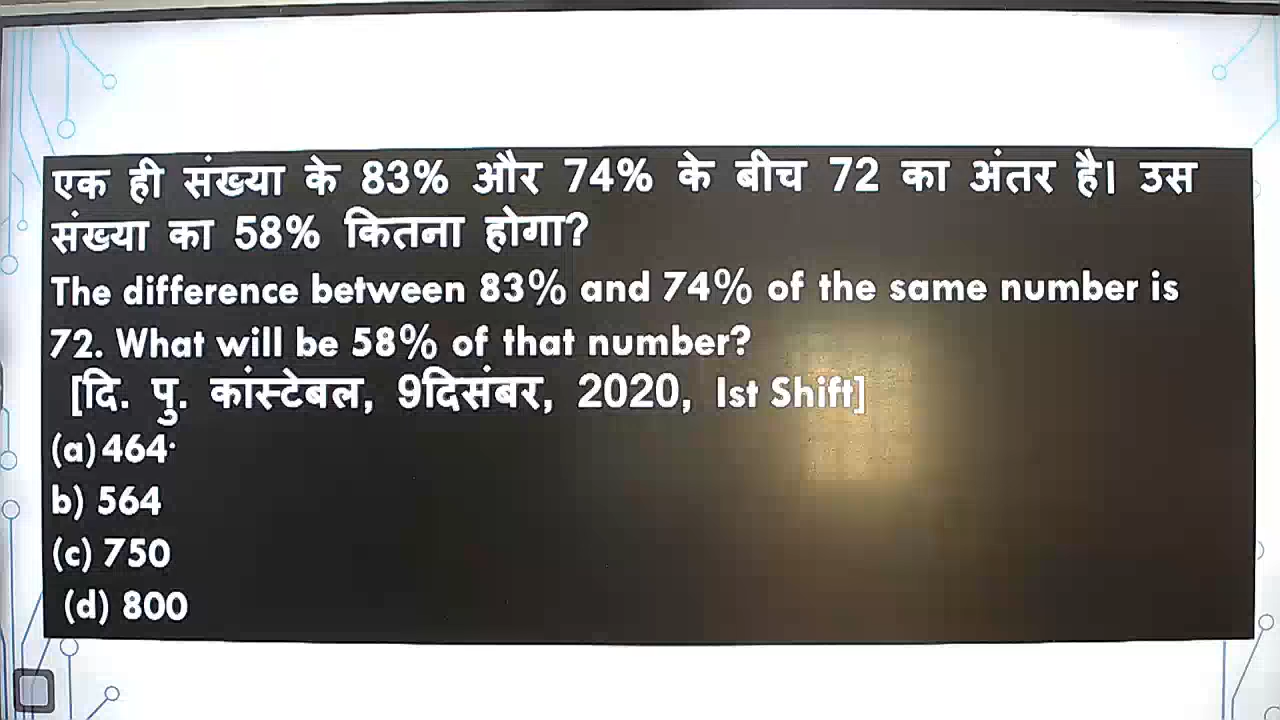 एक ही संख्या के 83% और 74% के बीच 72 का अंतर है। उस
संख्या का 58% कितना होगा?
The difference between 83% and 74% of the same number is
72. What will be 58% of that number?
[दि. पु. कांस्टेबल, 9दिसंबर, 2020, Ist Shift]
(a) 464
b) 564
(c) 750
(d) 800